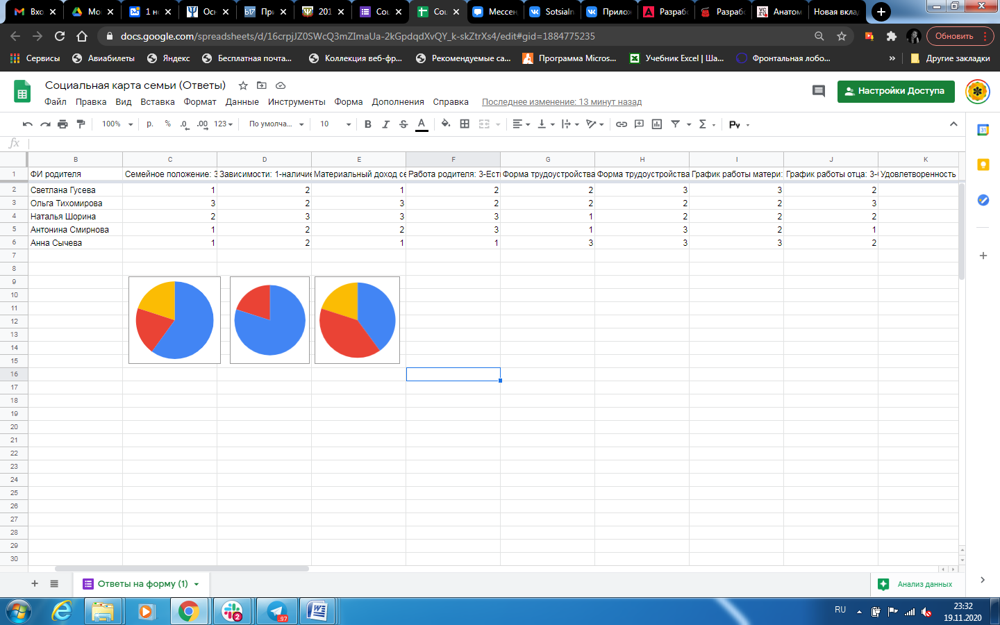 Вхо
Мо
1 н
Осн
При
201
Соц
Соц
Мессен
Sotsialn
Прилож
Разрабо
Разрабо
Анатом
Новая вклад
docs.google.com/spreadsheets/d/16crpjJZ0SWcQ3mZImaUa-2kGpdqdXvQY_k-skZtrXs4/edit#gid=1884775235
Обновить
Сервисы
Авиабилеты
Яндекс
Бесплатная почта...
Коллекция веб-фр...
Рекомендуемые са...
Программа Micros...
Учебник Excel | Ша...
Фронтальная лобо...
»
Другие закладки
Социальная карта семьи (Ответы)
Настройки Доступа
Файл Правка Вид Вставка Формат Данные Инструменты Форма Дополнения Справка Последнее изменение: 13 минут назад
100% р. % .0 .00 123 По умолча... 10 B I S A Σ
fx
B C D E F G H I J K
1 ФИ родителя Семейное положение: 3 Зависимости: 1-наличие Материальный доход се Работа родителя: 3-Ест Форма трудоустройства Форма трудоустройства График работы матери: График работы отца: 3- Удовлетворенность
2 Светлана Гусева 1 2 1 2 2 3 3 2
3 Ольга Тихомирова 3 2 3 2 2 2 2 3
4 Наталья Шорина 2 3 3 3 1 2 2 2
5 Антонина Смирнова 1 2 2 3 1 3 2 1
6 Анна Сычева 1 2 1 1 3 3 3 2
7
8
9
10
11
12
13
14
15
16
17
18
19
20
21
22
23
24
25
26
27
28
29
30
Ответы на форму (1)
Анализ данных
2
97
RU
23:32
19.11.2020